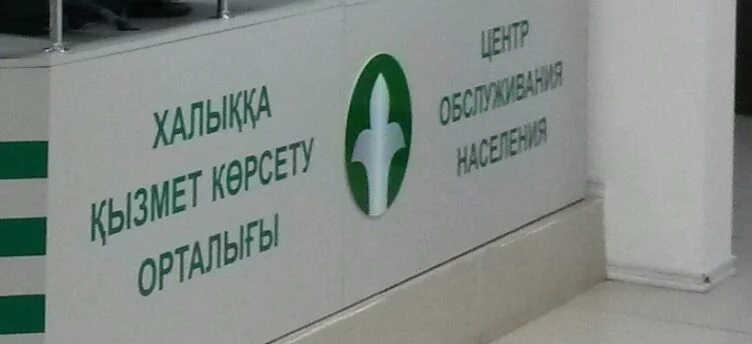 ХАЛЫҚҚА
ҚЫЗМЕТ КӨРСЕТУ
ОРТАЛЫҒЫ
ЦЕНТР
ОБСЛУЖИВАНИЯ
НАСЕЛЕНИЯ